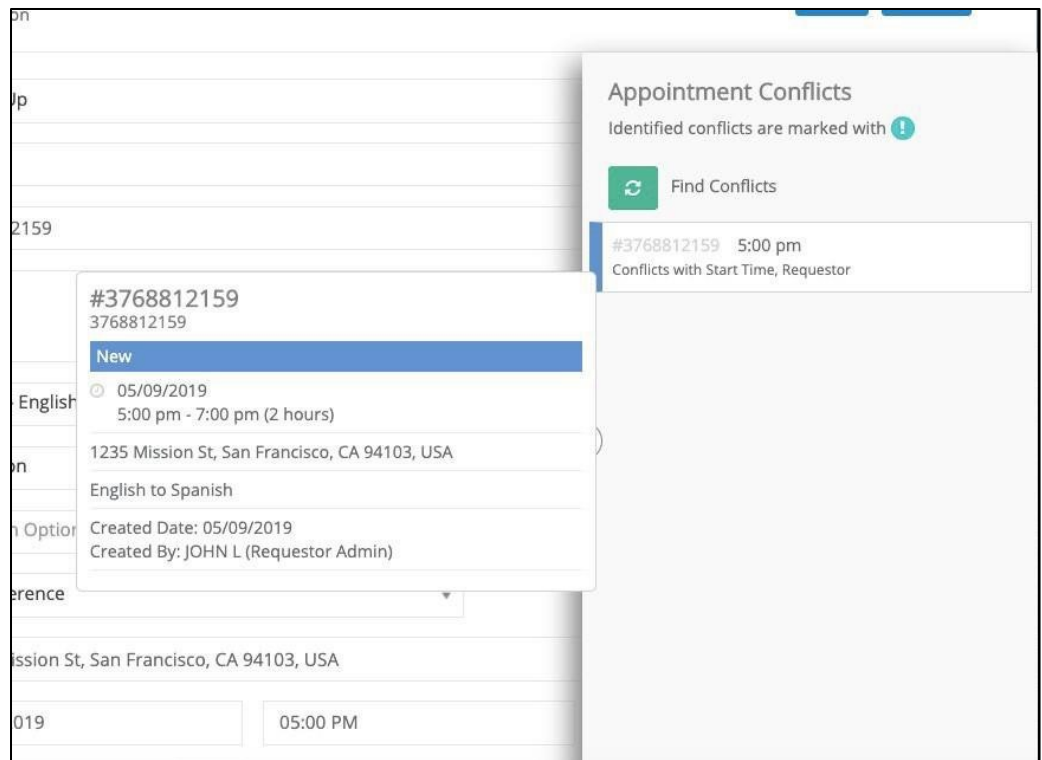 on
Up
2159
English
on
n Option
erence
ission St, San Francisco, CA 94103, USA
019
05:00 PM
#3768812159
3768812159
New
05/09/2019
5:00 pm - 7:00 pm (2 hours)
1235 Mission St, San Francisco, CA 94103, USA
English to Spanish
Created Date: 05/09/2019
Created By: JOHN L (Requestor Admin)
Appointment Conflicts
Identified conflicts are marked with !
Find Conflicts
#3768812159 5:00 pm
Conflicts with Start Time, Requestor